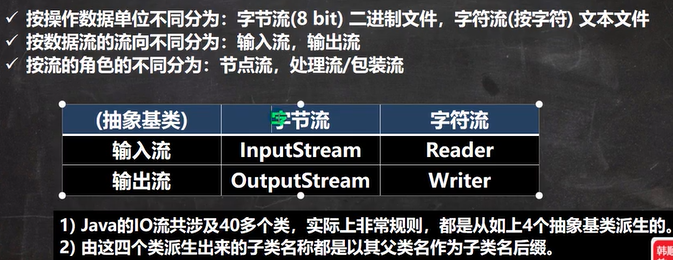 ✓ 按操作数据单位不同分为：字节流(8 bit) 二进制文件，字符流(按字符) 文本文件
✓ 按数据流的流向不同分为：输入流，输出流
✓ 按流的角色的不同分为：节点流，处理流/包装流
(抽象基类) 字节流 字符流
输入流 InputStream Reader
输出流 OutputStream Writer
1) Java的IO流共涉及40多个类，实际上非常规则，都是从如上4个抽象基类派生的。
2) 由这四个类派生出来的子类名称都是以其父类名作为子类名后缀。